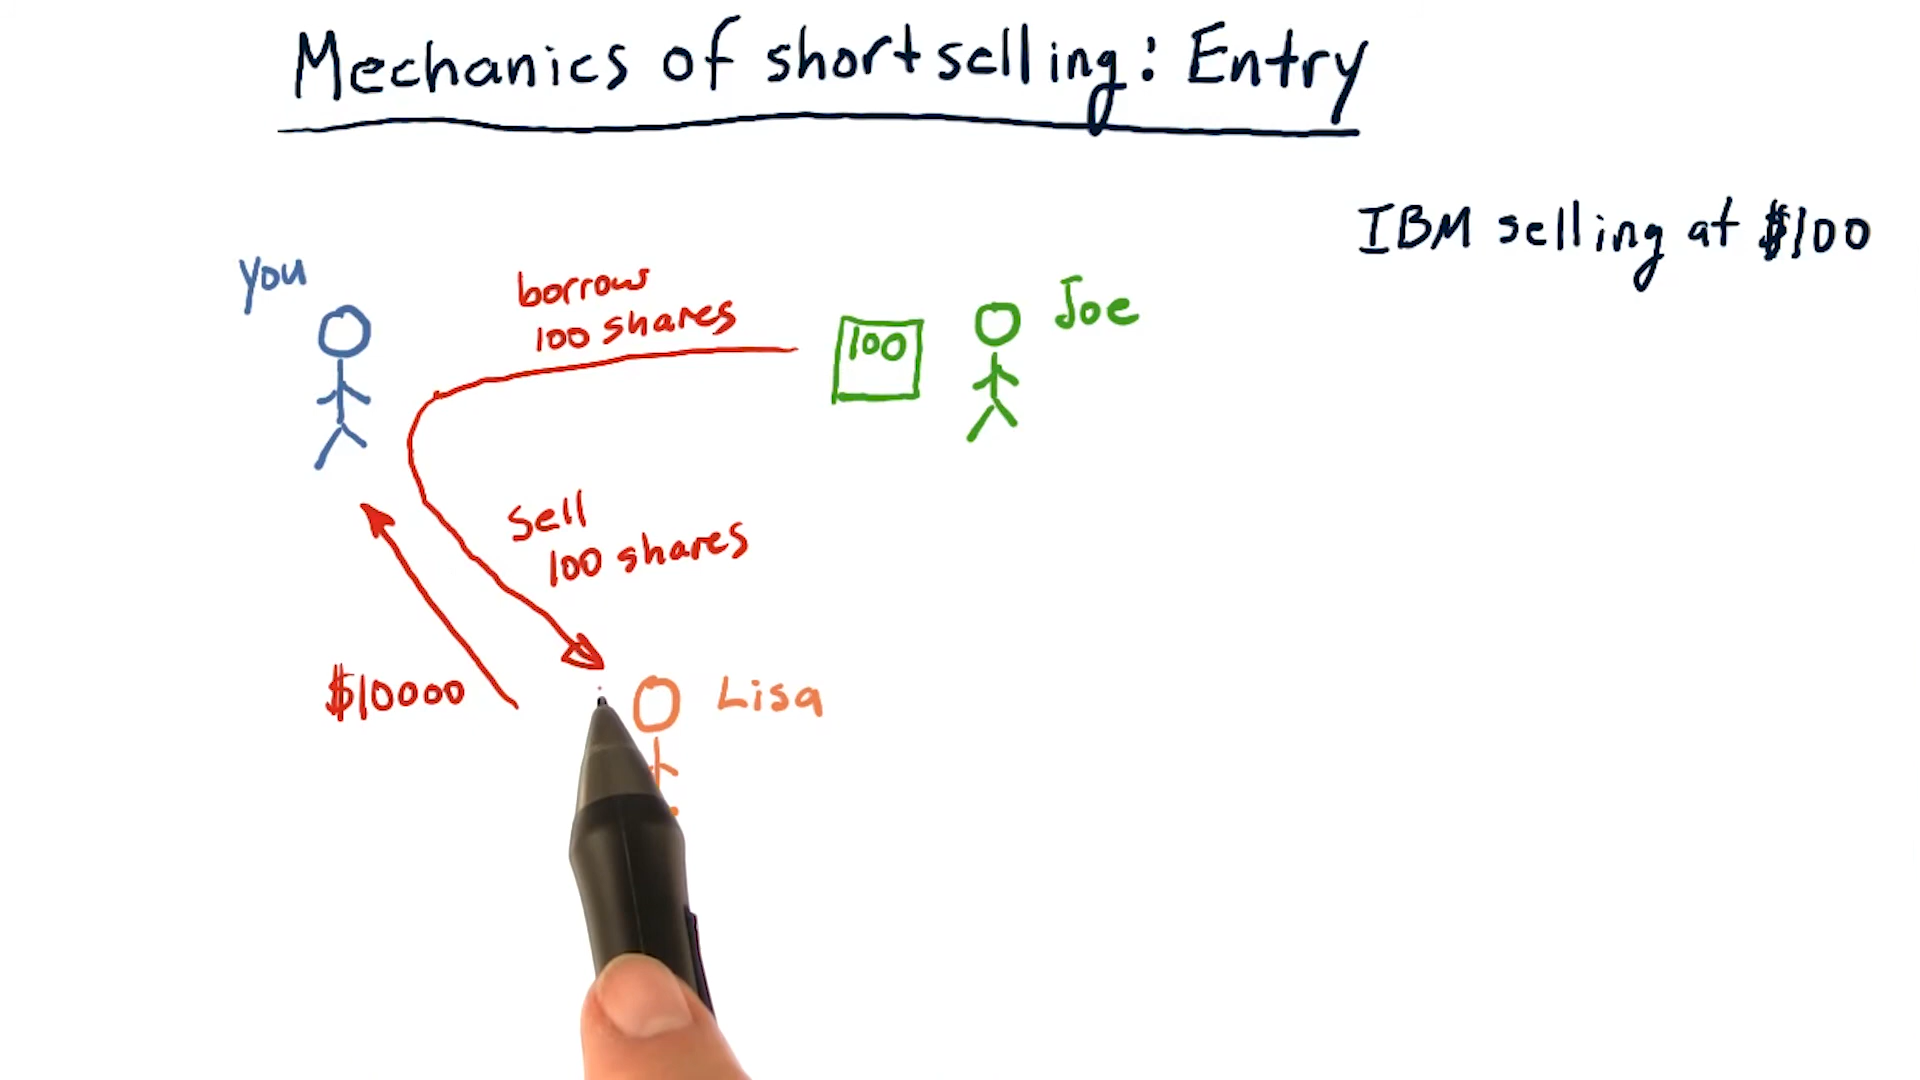 Mechanics of short selling: Entry
IBM selling at $100
you
borrow
100 shares
100
Joe
Sell
100 shares
$10000
Lisa